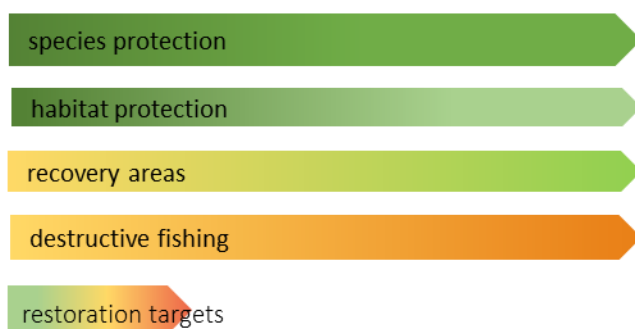 species protection
habitat protection
recovery areas
destructive fishing
restoration targets